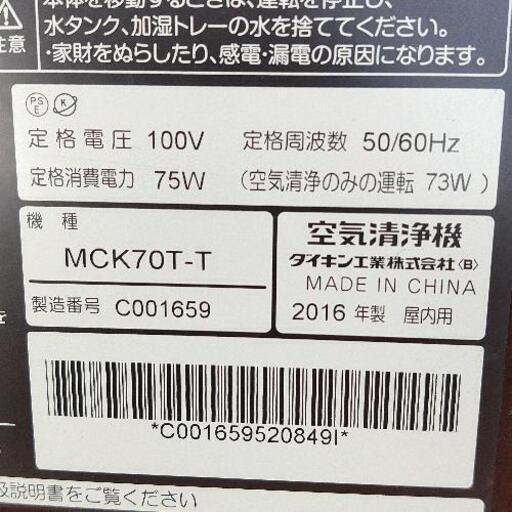 本体を移動するときは、運転を停止し、
水タンク、加湿トレーの水を捨ててください。
注意
・家財をぬらしたり、感電・漏電の原因になります。
PS
E
K
定格電圧 100V 定格周波数 50/60Hz
定格消費電力 75W (空気清浄のみの運転 73W)
機種
MCK70T-T
製造番号 C001659
空気清浄機
ダイキン工業株式会社〈B〉
MADE IN CHINA
2016年製 屋内用
を
*C001659520849I*
扱説明書をご覧ください